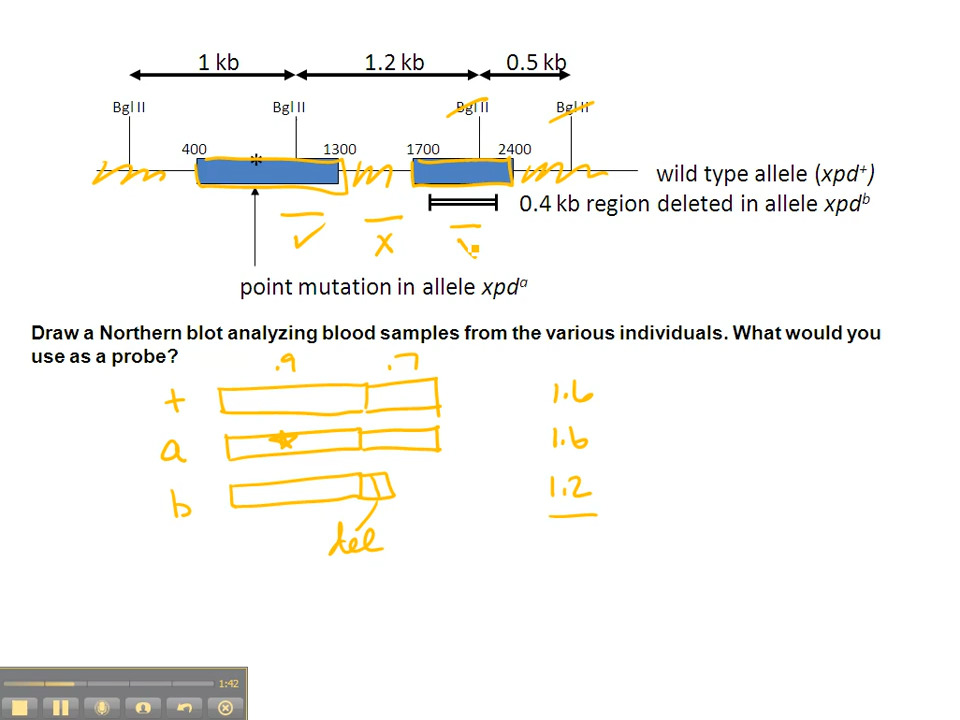 1 kb 1.2 kb 0.5 kb
Bgl II Bgl II Bgl II Bgl II
400 1300 1700 2400
*
wild type allele (xpd+)
0.4 kb region deleted in allele xpdb
✓ x
point mutation in allele xpda
Draw a Northern blot analyzing blood samples from the various individuals. What would you
use as a probe?
.9 .7
+ 1.6
a 1.6
b 1.2
del
1:42